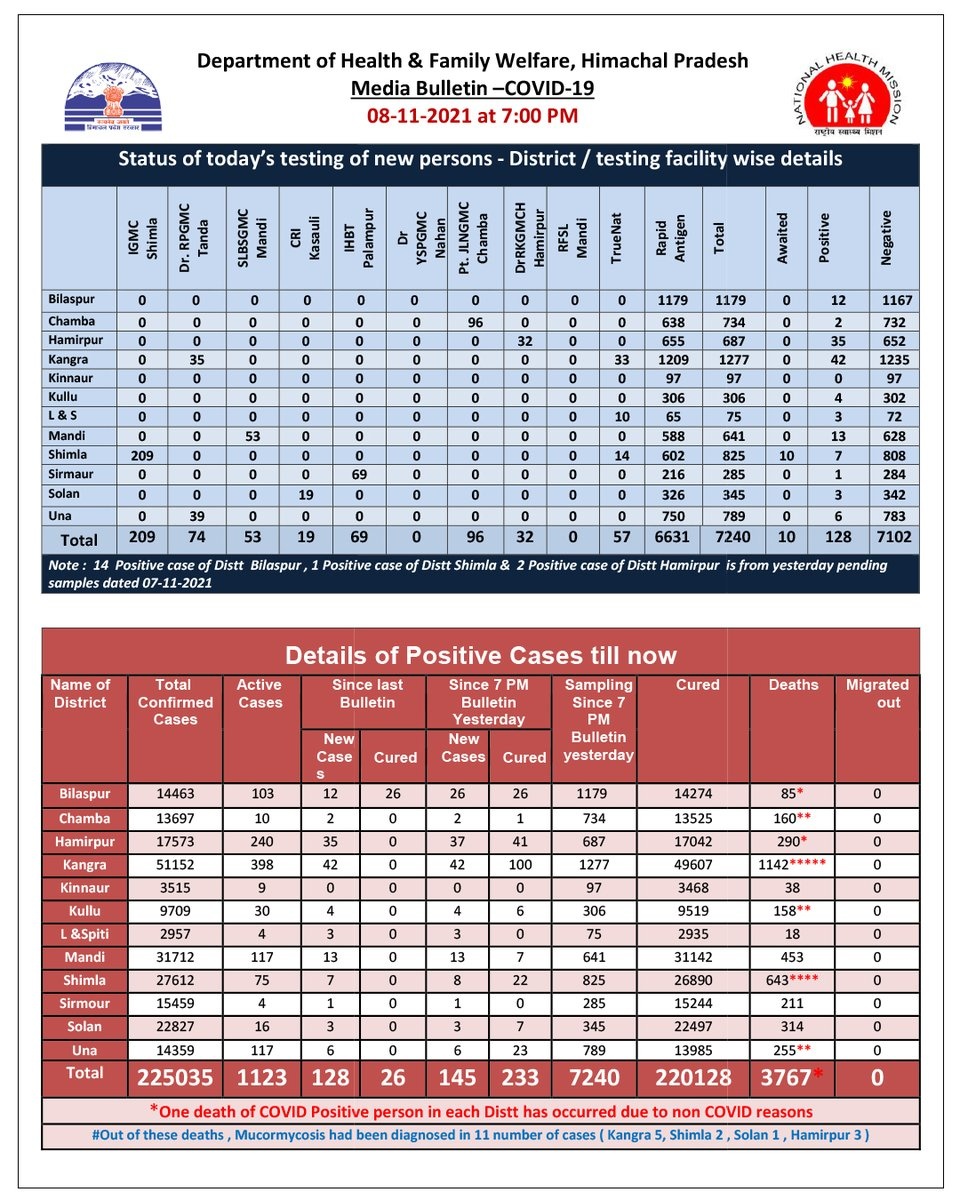 Department of Health & Family Welfare, Himachal Pradesh
Media Bulletin –COVID-19
08-11-2021 at 7:00 PM
NATIONAL HEALTH MISSION
राष्ट्रीय स्वास्थ्य मिशन
हिमाचल प्रदेश सरकार
Status of today's testing of new persons - District / testing facility wise details
IGMC Shimla Dr. RPGMC Tanda SLBSGMC Mandi CRI Kasauli IHBT Palampur Dr YSPGMC Nahan Pt. JLNGMC Chamba DrRKGMCH Hamirpur RFSL Mandi TrueNat Rapid Antigen Total Awaited Positive Negative
Bilaspur 0 0 0 0 0 0 0 0 0 0 1179 1179 0 12 1167
Chamba 0 0 0 0 0 0 96 0 0 0 638 734 0 2 732
Hamirpur 0 0 0 0 0 0 0 32 0 0 655 687 0 35 652
Kangra 0 35 0 0 0 0 0 0 0 33 1209 1277 0 42 1235
Kinnaur 0 0 0 0 0 0 0 0 0 0 97 97 0 0 97
Kullu 0 0 0 0 0 0 0 0 0 0 306 306 0 4 302
L & S 0 0 0 0 0 0 0 0 0 10 65 75 0 3 72
Mandi 0 0 53 0 0 0 0 0 0 0 588 641 0 13 628
Shimla 209 0 0 0 0 0 0 0 0 14 602 825 10 7 808
Sirmaur 0 0 0 0 69 0 0 0 0 0 216 285 0 1 284
Solan 0 0 0 19 0 0 0 0 0 0 326 345 0 3 342
Una 0 39 0 0 0 0 0 0 0 0 750 789 0 6 783
Total 209 74 53 19 69 0 96 32 0 57 6631 7240 10 128 7102
Note : 14 Positive case of Distt Bilaspur , 1 Positive case of Distt Shimla & 2 Positive case of Distt Hamirpur is from yesterday pending
samples dated 07-11-2021
Details of Positive Cases till now
Name of District Total Confirmed Cases Active Cases Since last Bulletin Since 7 PM Bulletin Yesterday Sampling Since 7 PM Bulletin yesterday Cured Deaths Migrated out
New Case s Cured New Cases Cured
Bilaspur 14463 103 12 26 26 26 1179 14274 85* 0
Chamba 13697 10 2 0 2 1 734 13525 160** 0
Hamirpur 17573 240 35 0 37 41 687 17042 290* 0
Kangra 51152 398 42 0 42 100 1277 49607 1142***** 0
Kinnaur 3515 9 0 0 0 0 97 3468 38 0
Kullu 9709 30 4 0 4 6 306 9519 158** 0
L &Spiti 2957 4 3 0 3 0 75 2935 18 0
Mandi 31712 117 13 0 13 7 641 31142 453 0
Shimla 27612 75 7 0 8 22 825 26890 643**** 0
Sirmour 15459 4 1 0 1 0 285 15244 211 0
Solan 22827 16 3 0 3 7 345 22497 314 0
Una 14359 117 6 0 6 23 789 13985 255** 0
Total 225035 1123 128 26 145 233 7240 220128 3767* 0
*One death of COVID Positive person in each Distt has occurred due to non COVID reasons
#Out of these deaths , Mucormycosis had been diagnosed in 11 number of cases ( Kangra 5, Shimla 2 , Solan 1 , Hamirpur 3 )